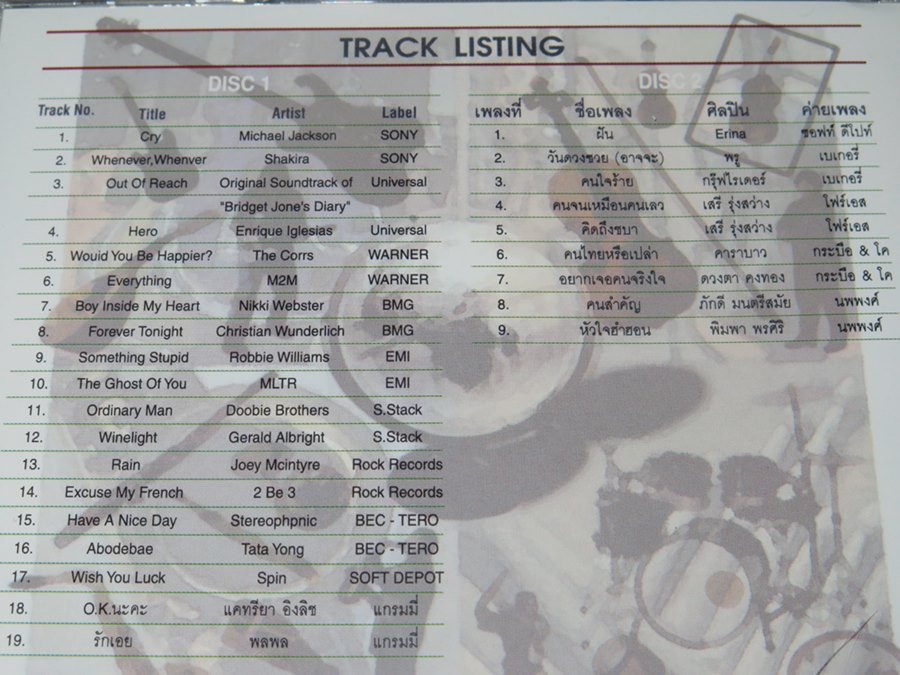 TRACK LISTING
DISC 1
Track No. Title Artist Label
1. Cry Michael Jackson SONY
2. Whenever,Whenver Shakira SONY
3. Out Of Reach Original Soundtrack of Universal
"Bridget Jone's Diary"
4. Hero Enrique Iglesias Universal
5. Would You Be Happier? The Corrs WARNER
6. Everything M2M WARNER
7. Boy Inside My Heart Nikki Webster BMG
8. Forever Tonight Christian Wunderlich BMG
9. Something Stupid Robbie Williams EMI
10. The Ghost Of You MLTR EMI
11. Ordinary Man Doobie Brothers S.Stack
12. Winelight Gerald Albright S.Stack
13. Rain Joey Mcintyre Rock Records
14. Excuse My French 2 Be 3 Rock Records
15. Have A Nice Day Stereophpnic BEC - TERO
16. Abodebae Tata Yong BEC - TERO
17. Wish You Luck Spin SOFT DEPOT
18. O.K.นะคะ แคทรียา อิงลิช แกรมมี่
19. รักเอย พลพล แกรมมี่
DISC 2
เพลงที่ ชื่อเพลง ศิลปิน ค่ายเพลง
1. ฝัน Erina ซอฟท์ ดีโปท์
2. วันดวงซวย (อาจจะ) พรู เบเกอรี่
3. คนใจร้าย กรุ๊ฟไรเดอร์ เบเกอรี่
4. คนจนเหมือนคนเลว เสรี รุ่งสว่าง โฟร์เอส
5. คิดถึงชบา เสรี รุ่งสว่าง โฟร์เอส
6. คนไทยหรือเปล่า คาราบาว กระบือ & โค
7. อยากเจอคนจริงใจ ดวงตา คงทอง กระบือ & โค
8. คนสำคัญ ภักดี มนตรีสมัย นพพงศ์
9. หัวใจฮำฮอน พิมพา พรศิริ นพพงศ์